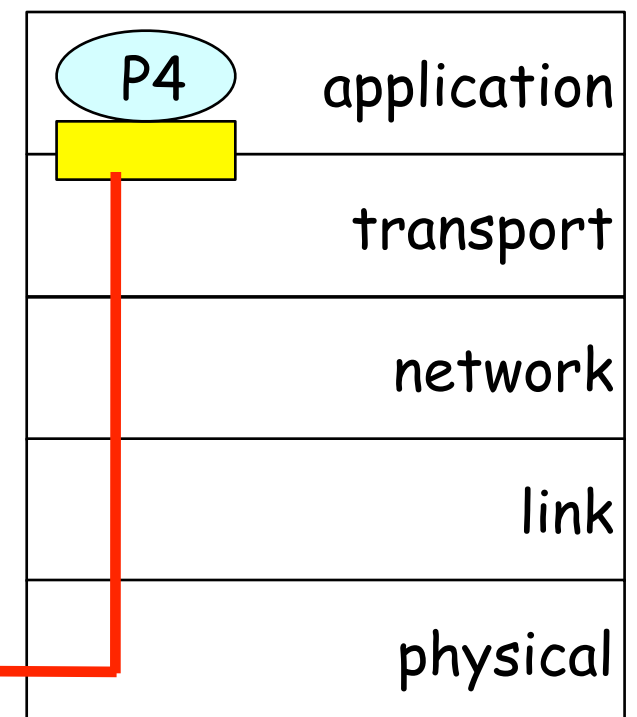 P4
application
transport
network
link
physical